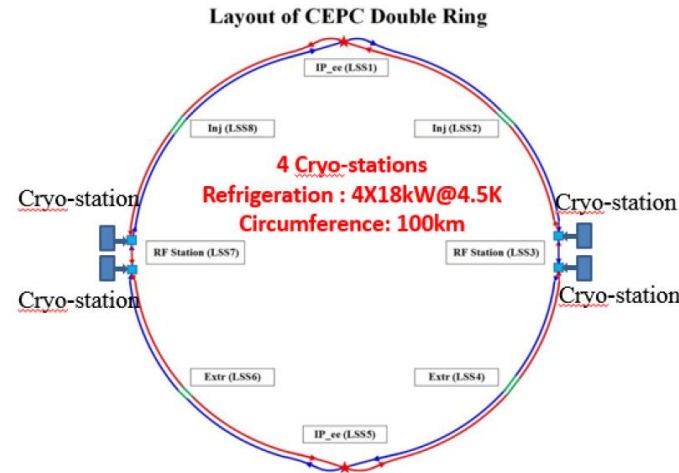 Layout of CEPC Double Ring
IP_ee (LSS1)
Inj (LSS8)
Inj (LSS2)
4 Cryo-stations
Refrigeration : 4X18kW@4.5K
Circumference: 100km
Cryo-station
Cryo-station
RF Station (LSS7)
RF Station (LSS3)
Cryo-station
Cryo-station
Extr (LSS6)
Extr (LSS4)
IP_ee (LSS5)